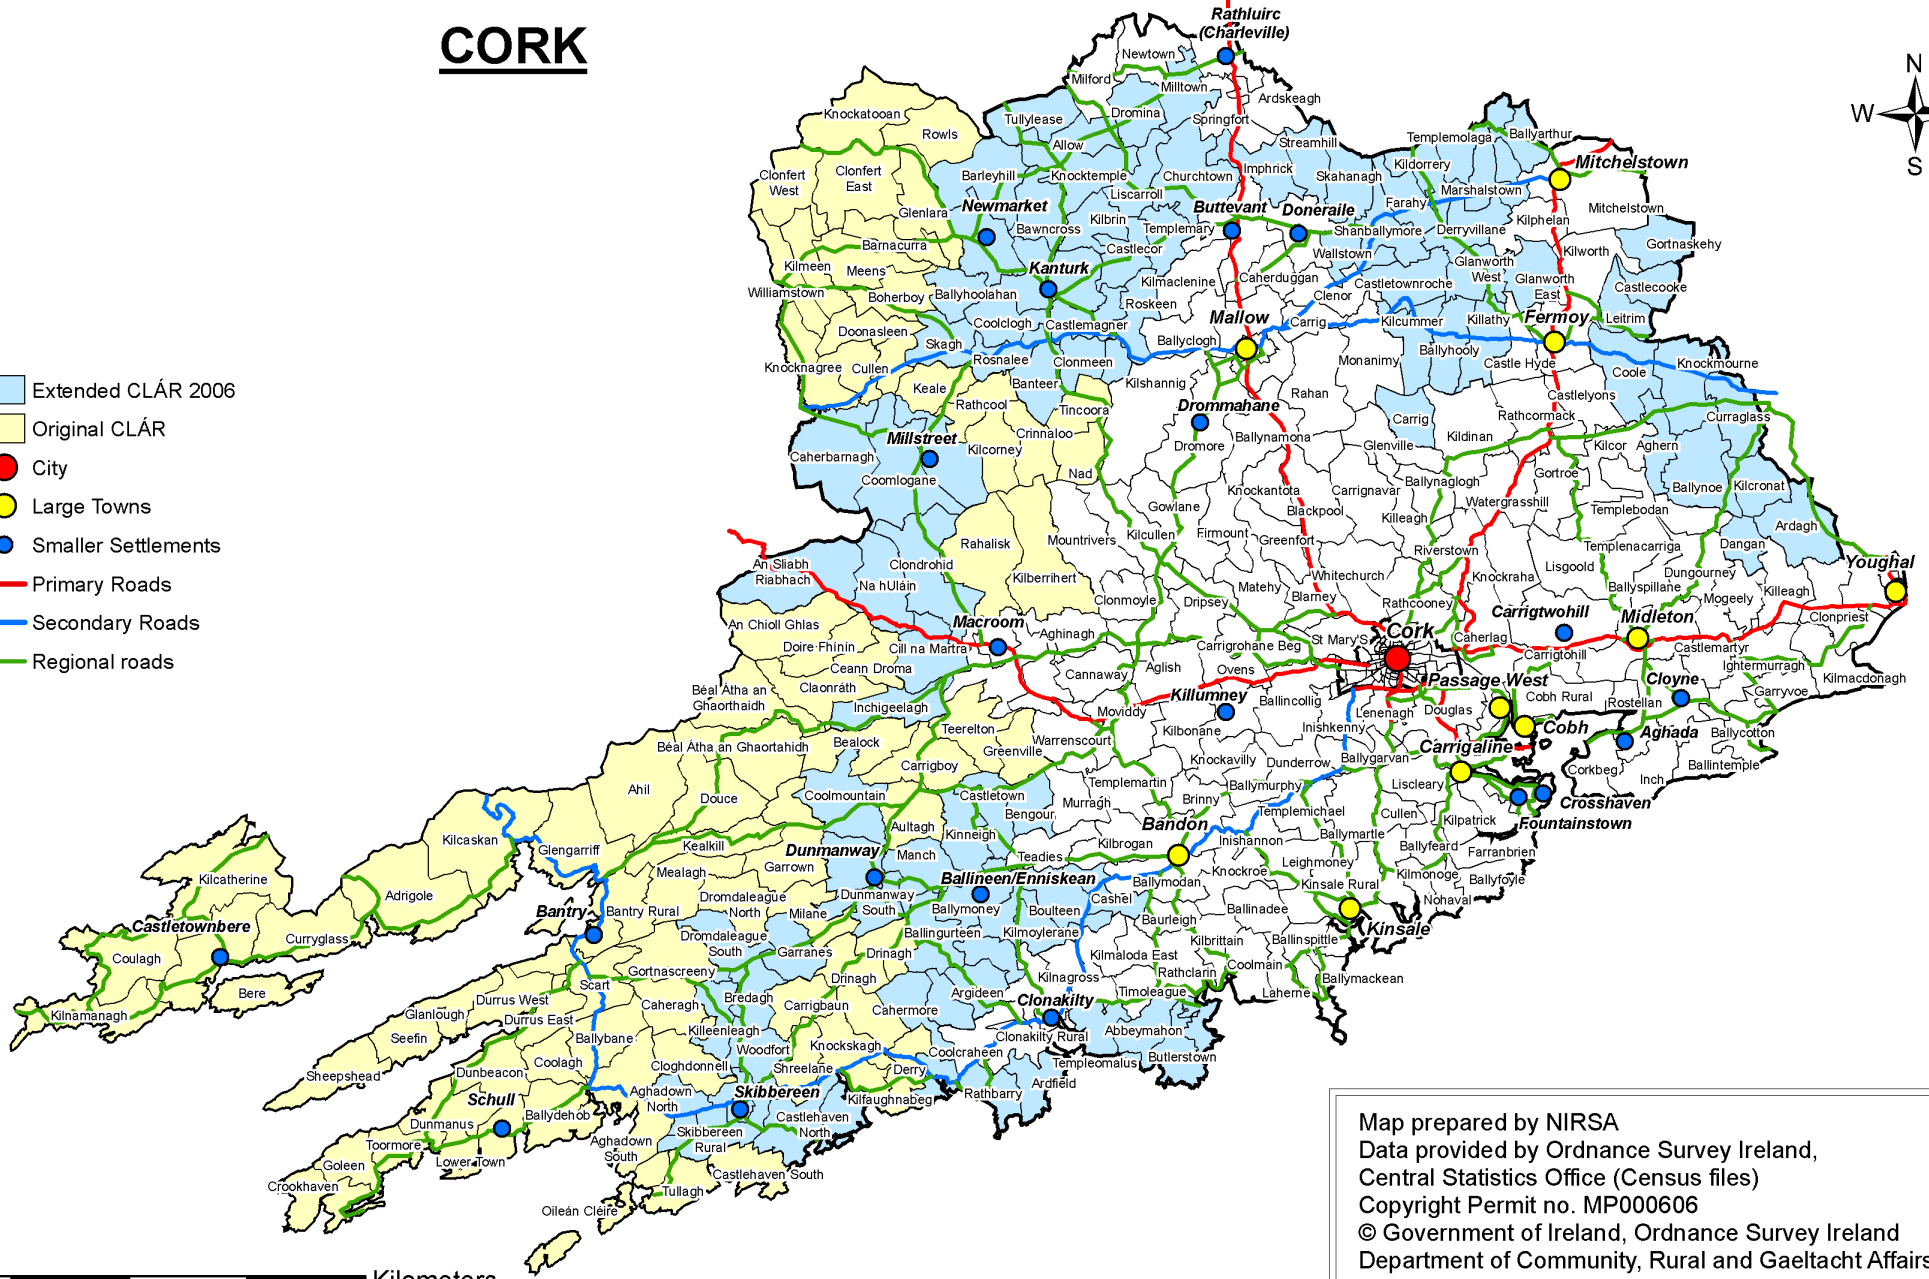 CORK
N
W
S
Extended CLÁR 2006
Original CLÁR
City
Large Towns
Smaller Settlements
Primary Roads
Secondary Roads
Regional roads
Rathluirc
(Charleville)
Newtown
Milford
Milltown
Ardskeagh
Knockatooan
Rowls
Tullylease
Dromina
Springfort
Allow
Streamhill
Templemolaga
Ballyarthur
Mitchelstown
Clonfert
West
Clonfert
East
Barleyhill
Knocktemple
Churchtown
Imphrick
Skahanagh
Kildorrery
Marshalstown
Liscarroll
Glenlara
Newmarket
Buttevant
Doneraile
Farahy
Mitchelstown
Kilbrin
Kilphelan
Bawncross
Templemary
Shanballymore
Derryvillane
Barnacurra
Castlecor
Wallstown
Kilworth
Gortnaskehy
Kilmeen
Meens
Kanturk
Glanworth
West
Glanworth
East
Williamstown
Boherboy
Ballyhoolahan
Kilmaclenine
Caherduggan
Castletownroche
Castlecooke
Roskeen
Clenor
Doonasleen
Coolclogh
Castlemagner
Mallow
Carrig
Kilcummer
Killathy
Fermoy
Leitrim
Skagh
Ballyclogh
Ballyhooly
Knocknagree
Cullen
Rosnalee
Clonmeen
Monanimy
Castle Hyde
Coole
Knockmourne
Keale
Banteer
Kilshannig
Rahan
Castlelyons
Rathcool
Tincoora
Drommahane
Carrig
Rathcormack
Curraglass
Millstreet
Crinnaloo
Dromore
Ballynamona
Glenville
Kildinan
Kilcor
Aghern
Caherbarnagh
Kilcorney
Nad
Gortroe
Coomlogane
Knockantota
Carrignavar
Ballynaglogh
Ballynoe
Kilcronat
Gowlane
Blackpool
Killeagh
Watergrasshill
Templebodan
Ardagh
Rahalisk
Mountrivers
Kilcullen
Firmount
Greenfort
Riverstown
Templenacarriga
Dangan
An Sliabh
Riabhach
Clondrohid
Youghal
Na hUláin
Kilberrihert
Matehy
Whitechurch
Knockraha
Lisgoold
Dungourney
Ballyspillane
Clonmoyle
Dripsey
Blarney
Rathcooney
Carrigtwohill
Mogeely
Killeagh
An Chioll Ghlas
Macroom
Aghinagh
St Mary'S
Cork
Midleton
Clonpriest
Doire Fhínín
Cill na Martra
Carrigrohane Beg
Caherlag
Carrigtohill
Castlemartyr
Ceann Droma
Aglish
Ovens
Ightermurragh
Claonráth
Cannaway
Killumney
Ballincollig
Passage West
Cobh Rural
Cloyne
Kilmacdonagh
Béal Átha an
Ghaorthaidh
Inchigeelagh
Moviddy
Lenenagh
Douglas
Rostellan
Garryvoe
Teerelton
Kilbonane
Inishkenny
Cobh
Aghada
Ballycotton
Béal Átha an Ghaortahidh
Bealock
Greenville
Warrenscourt
Carrigaline
Carrigboy
Knockavilly
Dunderrow
Ballygarvan
Corkbeg
Ballintemple
Inch
Ahil
Douce
Coolmountain
Castletown
Templemartin
Ballymurphy
Liscleary
Crosshaven
Murragh
Brinny
Bengour
Templemichael
Cullen
Kilpatrick
Fountainstown
Kilcaskan
Glengarriff
Kealkill
Aultagh
Kinneigh
Bandon
Ballymartle
Dunmanway
Manch
Teadies
Kilbrogan
Inishannon
Ballyfeard
Farranbrien
Mealagh
Garrown
Leighmoney
Kilcatherine
Ballineen/Enniskean
Ballymodan
Knockroe
Kinsale Rural
Kilmonoge
Ballyfoyle
Adrigole
Dromdaleague
North
Dunmanway
South
Cashel
Nohaval
Castletownbere
Bantry
Bantry Rural
Milane
Ballymoney
Boulteen
Baurleigh
Ballinadee
Kinsale
Curryglass
Dromdaleague
South
Ballingurteen
Kilmoylerane
Kilbrittain
Ballinspittle
Coulagh
Garranes
Drinagh
Kilmaloda East
Coolmain
Bere
Gortnascreeny
Drinagh
Kilnagross
Rathclarin
Ballymackean
Scart
Argideen
Timoleague
Laherne
Kilnamanagh
Durrus West
Caheragh
Bredagh
Carrigbaun
Cahermore
Clonakilty
Glanlough
Durrus East
Killeenleagh
Abbeymahon
Seefin
Ballybane
Woodfort
Knockskagh
Clonakilty Rural
Coolcraheen
Butlerstown
Coolagh
Cloghdonnell
Shreelane
Derry
Templeomalus
Sheepshead
Dunbeacon
Ardfield
Schull
Aghadown
North
Skibbereen
Kilfaughnabeg
Rathbarry
Ballydehob
Castlehaven
North
Dunmanus
Skibbereen
Rural
Toormore
Aghadown
South
Goleen
Lower Town
Castlehaven South
Crookhaven
Tullagh
Oileán Cléire
Map prepared by NIRSA
Data provided by Ordnance Survey Ireland,
Central Statistics Office (Census files)
Copyright Permit no. MP000606
© Government of Ireland, Ordnance Survey Ireland
Department of Community, Rural and Gaeltacht Affairs
Kilometers